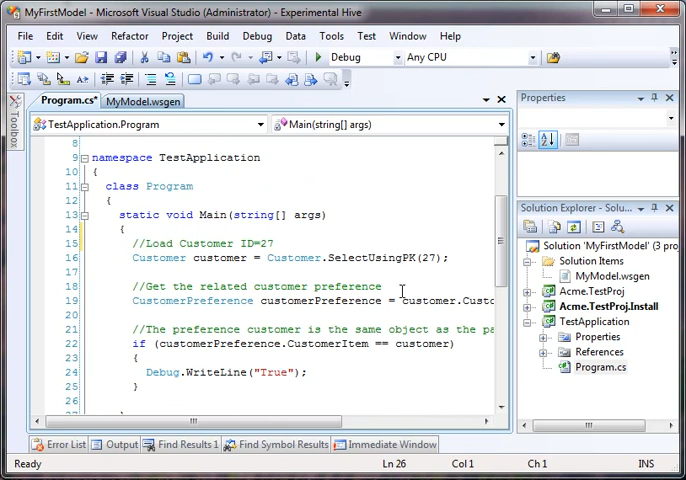 MyFirstModel - Microsoft Visual Studio (Administrator) - Experimental Hive
File Edit View Refactor Project Build Debug Data Tools Test Window Help
Debug Any CPU
Program.cs* MyModel.wsgen
Toolbox
TestApplication.Program Main(string[] args)
8
9 namespace TestApplication
10 {
11 class Program
12 {
13 static void Main(string[] args)
14 {
15 //Load Customer ID=27
16 Customer customer = Customer.SelectUsingPK(27);
17
18 //Get the related customer preference
19 CustomerPreference customerPreference = customer.Custo
20
21 //The preference customer is the same object as the pa
22 if (customerPreference.CustomerItem == customer)
23 {
24 Debug.WriteLine("True");
25 }
26
27
Properties
Solution Explorer - Solution 'MyF...
Solution 'MyFirstModel' (3 pro
Solution Items
MyModel.wsgen
Acme.TestProj
Acme.TestProj.Install
TestApplication
Properties
References
Program.cs
Error List Output Find Results 1 Find Symbol Results Immediate Window
Ready Ln 26 Col 1 Ch 1